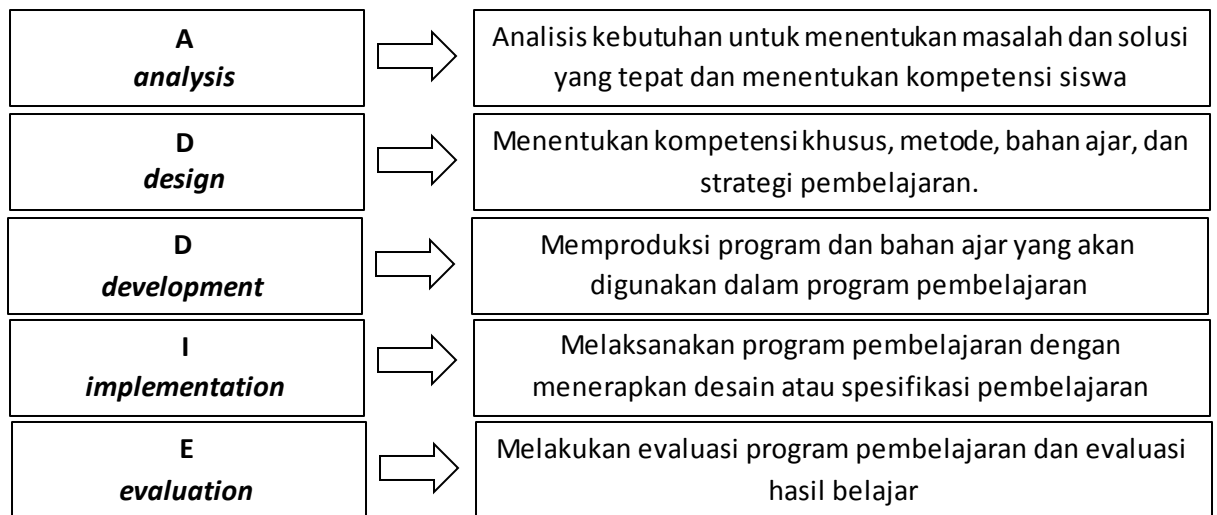 A
analysis
Analisis kebutuhan untuk menentukan masalah dan solusi
yang tepat dan menentukan kompetensi siswa
D
design
Menentukan kompetensi khusus, metode, bahan ajar, dan
strategi pembelajaran.
D
development
Memproduksi program dan bahan ajar yang akan
digunakan dalam program pembelajaran
I
implementation
Melaksanakan program pembelajaran dengan
menerapkan desain atau spesifikasi pembelajaran
E
evaluation
Melakukan evaluasi program pembelajaran dan evaluasi
hasil belajar